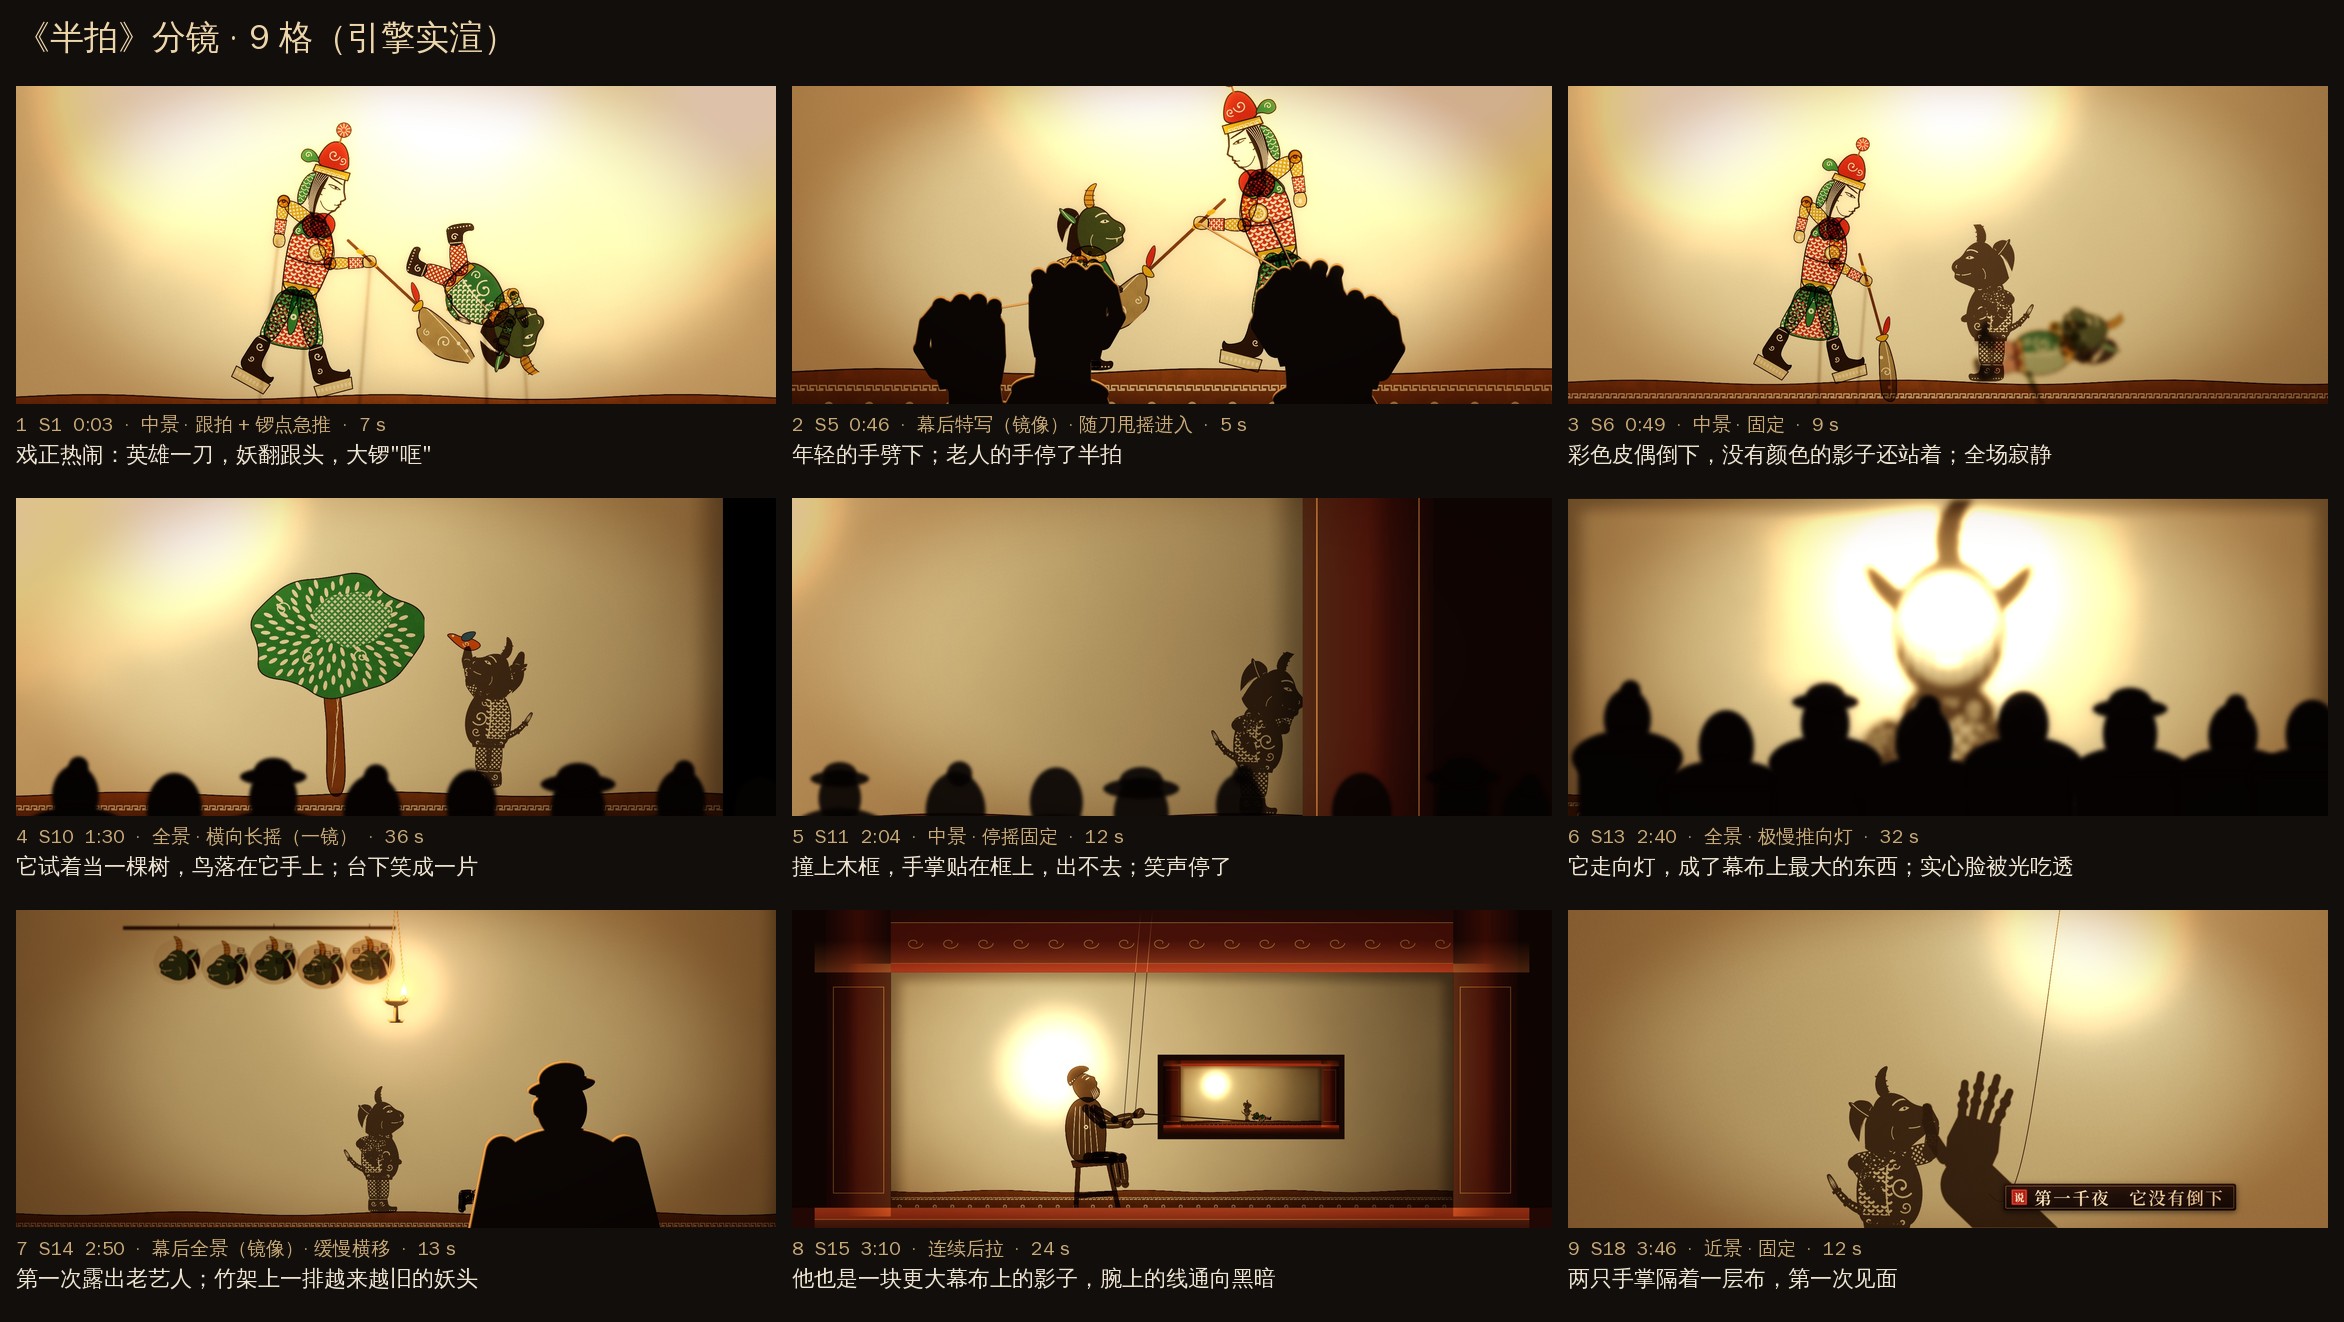 《半拍》分镜 · 9 格（引擎实渲）
1 S1 0:03 · 中景 · 跟拍 + 锣点急推 · 7 s
戏正热闹：英雄一刀，妖翻跟头，大锣"哐"
2 S5 0:46 · 幕后特写（镜像）· 随刀甩摇进入 · 5 s
年轻的手劈下；老人的手停了半拍
3 S6 0:49 · 中景 · 固定 · 9 s
彩色皮偶倒下，没有颜色的影子还站着；全场寂静
4 S10 1:30 · 全景 · 横向长摇（一镜） · 36 s
它试着当一棵树，鸟落在它手上；台下笑成一片
5 S11 2:04 · 中景 · 停摇固定 · 12 s
撞上木框，手掌贴在框上，出不去；笑声停了
6 S13 2:40 · 全景 · 极慢推向灯 · 32 s
它走向灯，成了幕布上最大的东西；实心脸被光吃透
7 S14 2:50 · 幕后全景（镜像）· 缓慢横移 · 13 s
第一次露出老艺人；竹架上一排越来越旧的妖头
8 S15 3:10 · 连续后拉 · 24 s
他也是一块更大幕布上的影子，腕上的线通向黑暗
说 第一千夜 它没有倒下
9 S18 3:46 · 近景 · 固定 · 12 s
两只手掌隔着一层布，第一次见面